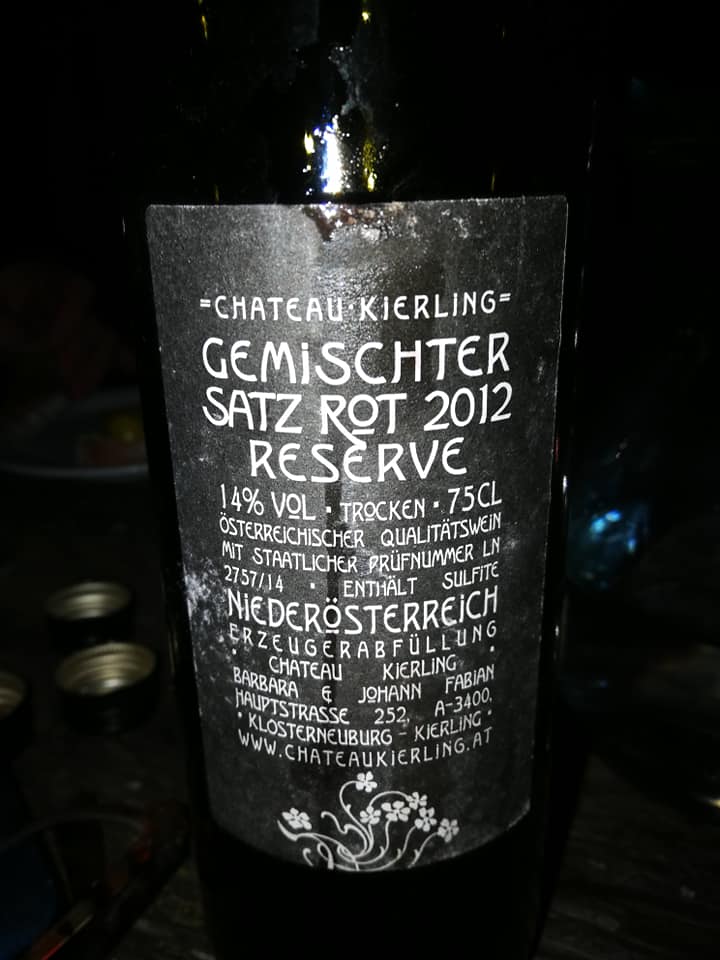 =CHATEAU·KIERLING=
GEMISCHTER
SATZ ROT 2012
RESERVE
14% VOL · TROCKEN · 75CL
ÖSTERREICHISCHER QUALITÄTSWEIN
MIT STAATLICHER PRÜFNUMMER LN
2757/14 · ENTHÄLT SULFITE
NIEDERÖSTERREICH
ERZEUGERABFÜLLUNG
· CHATEAU KIERLING ·
BARBARA & JOHANN FABIAN
HAUPTSTRASSE 252, A-3400,
· KLOSTERNEUBURG - KIERLING ·
WWW.CHATEAUKIERLING.AT